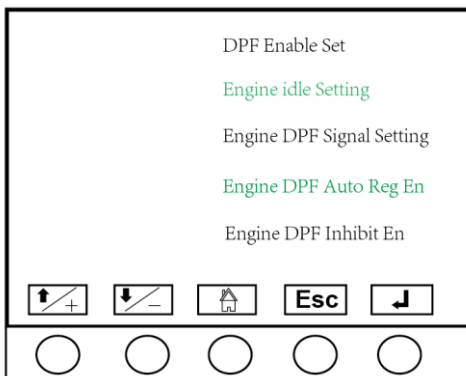 DPF Enable Set
Engine idle Setting
Engine DPF Signal Setting
Engine DPF Auto Reg En
Engine DPF Inhibit En
+ - Esc